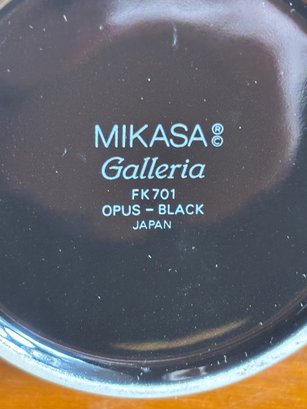 MIKASA®©
Galleria
FK701
OPUS – BLACK
JAPAN